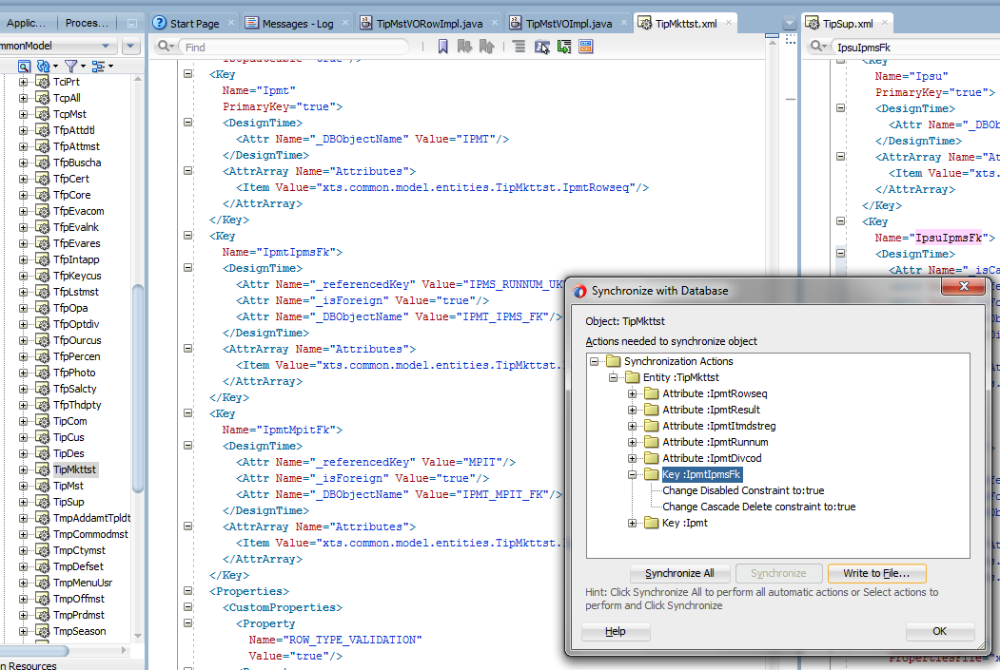 Applic...
Proces...
Start Page
Messages - Log
TipMstVORowImpl.java
TipMstVOImpl.java
TipMkttst.xml
TipSup.xml
mmonModel
Find
IpsuIpmsFk
TciPrt
TcpAll
TcpMst
TfpAttdtl
TfpAttmst
TfpBuscha
TfpCert
TfpCore
TfpEvacom
TfpEvalnk
TfpEvares
TfpIntapp
TfpKeycus
TfpLstmst
TfpOpa
TfpOptdiv
TfpOurcus
TfpPercen
TfpPhoto
TfpSalcty
TfpThdpty
TipCom
TipCus
TipDes
TipMkttst
TipMst
TipSup
TmpAddamtTpldt
TmpCommodmst
TmpCtymst
TmpDefset
TmpMenuUsr
TmpOffmst
TmpPrdmst
TmpSeason
n Resources
<Key
Name="Ipmt"
PrimaryKey="true">
<DesignTime>
<Attr Name="_DBObjectName" Value="IPMT"/>
</DesignTime>
<AttrArray Name="Attributes">
<Item Value="xts.common.model.entities.TipMkttst.IpmtRowseq"/>
</AttrArray>
</Key>
<Key
Name="IpmtIpmsFk">
<DesignTime>
<Attr Name="_referencedKey" Value="IPMS_RUNNUM_UK
<Attr Name="_isForeign" Value="true"/>
<Attr Name="_DBObjectName" Value="IPMT_IPMS_FK"/>
</DesignTime>
<AttrArray Name="Attributes">
<Item Value="xts.common.model.entities.TipMkttst.
</AttrArray>
</Key>
<Key
Name="IpmtMpitFk">
<DesignTime>
<Attr Name="_referencedKey" Value="MPIT"/>
<Attr Name="_isForeign" Value="true"/>
<Attr Name="_DBObjectName" Value="IPMT_MPIT_FK"/>
</DesignTime>
<AttrArray Name="Attributes">
<Item Value="xts.common.model.entities.TipMkttst.
</AttrArray>
</Key>
<Properties>
<CustomProperties>
<Property
Name="ROW_TYPE_VALIDATION"
Value="true"/>
<Key
Name="Ipsu"
PrimaryKey="true">
<DesignTime>
<Attr Name="_DBOb
</DesignTime>
<AttrArray Name="At
<Item Value="xts.
</AttrArray>
</Key>
<Key
Name="IpsuIpmsFk">
<DesignTime>
<Attr Name="_isCa
Synchronize with Database
Object: TipMkttst
Actions needed to synchronize object
Synchronization Actions
Entity :TipMkttst
Attribute :IpmtRowseq
Attribute :IpmtResult
Attribute :IpmtItmdstreg
Attribute :IpmtRunnum
Attribute :IpmtDivcod
Key :IpmtIpmsFk
Change Disabled Constraint to:true
Change Cascade Delete constraint to:true
Key :Ipmt
Synchronize All
Synchronize
Write to File...
Hint: Click Synchronize All to perform all automatic actions or Select actions to
perform and Click Synchronize
Help
OK